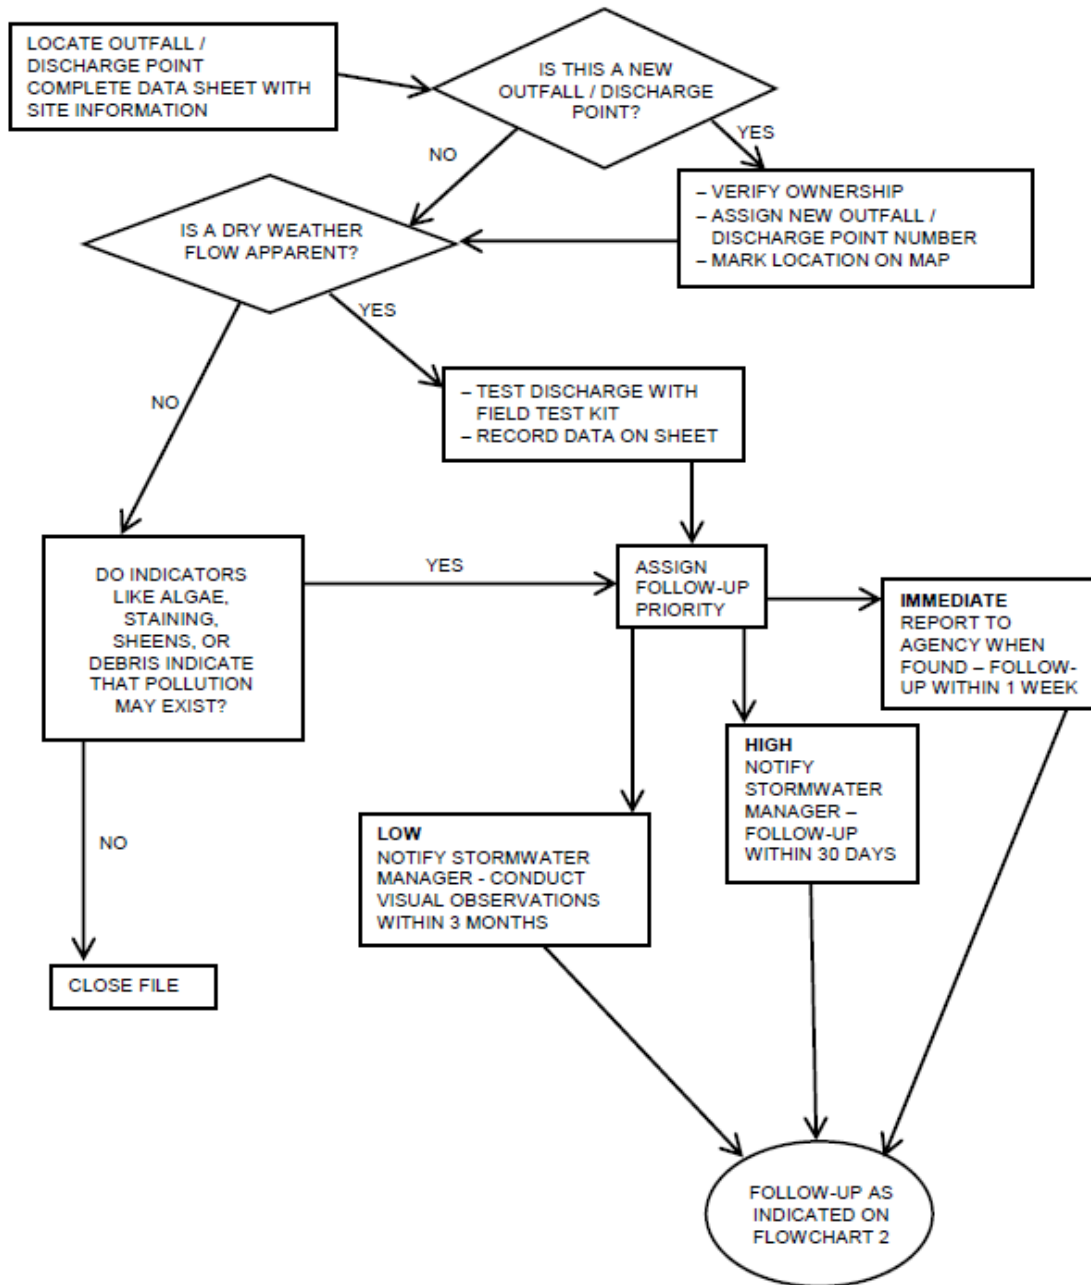 LOCATE OUTFALL /
DISCHARGE POINT
COMPLETE DATA SHEET WITH
SITE INFORMATION
IS THIS A NEW
OUTFALL / DISCHARGE
POINT?
YES
NO
– VERIFY OWNERSHIP
– ASSIGN NEW OUTFALL /
DISCHARGE POINT NUMBER
– MARK LOCATION ON MAP
IS A DRY WEATHER
FLOW APPARENT?
YES
NO
– TEST DISCHARGE WITH
FIELD TEST KIT
– RECORD DATA ON SHEET
DO INDICATORS
LIKE ALGAE,
STAINING,
SHEENS, OR
DEBRIS INDICATE
THAT POLLUTION
MAY EXIST?
YES
ASSIGN
FOLLOW-UP
PRIORITY
IMMEDIATE
REPORT TO
AGENCY WHEN
FOUND – FOLLOW-
UP WITHIN 1 WEEK
HIGH
NOTIFY
STORMWATER
MANAGER –
FOLLOW-UP
WITHIN 30 DAYS
LOW
NOTIFY STORMWATER
MANAGER - CONDUCT
VISUAL OBSERVATIONS
WITHIN 3 MONTHS
NO
CLOSE FILE
FOLLOW-UP AS
INDICATED ON
FLOWCHART 2